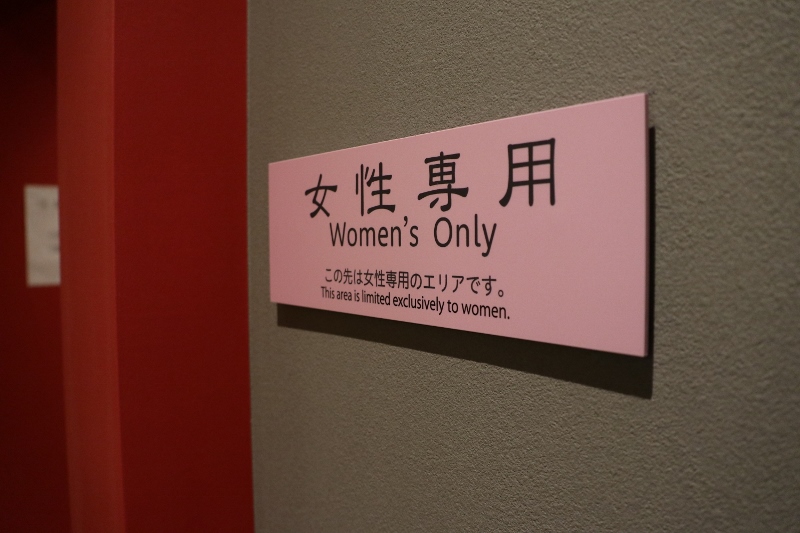 女性専用
Women's Only
この先は女性専用のエリアです。
This area is limited exclusively to women.